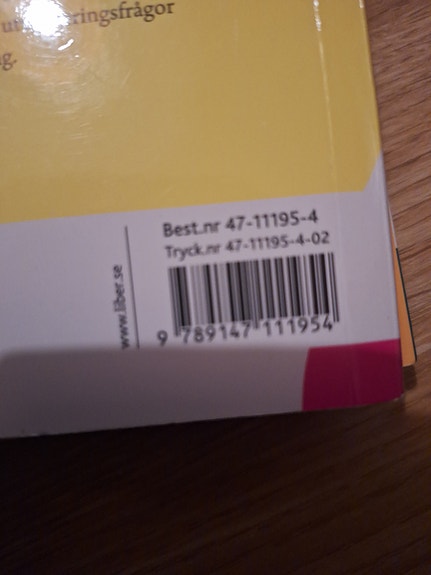 ringsfrågor
Best.nr 47-11195-4
Tryck.nr 47-11195-4-02
www.liber.se
9 789147 111954